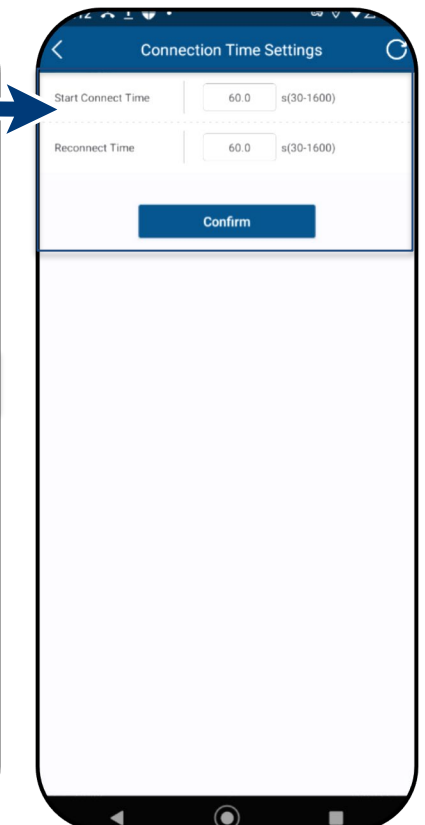 Connection Time Settings
Start Connect Time 60.0 s(30-1600)
Reconnect Time 60.0 s(30-1600)
Confirm